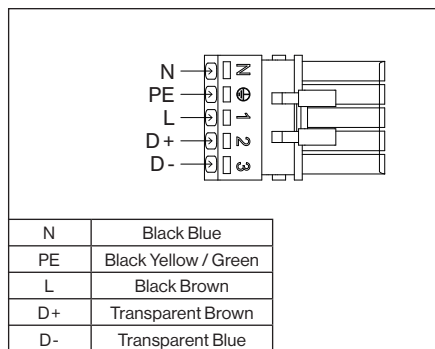 N N
PE
L 1
D+ 2
D- 3
N Black Blue
PE Black Yellow / Green
L Black Brown
D+ Transparent Brown
D- Transparent Blue